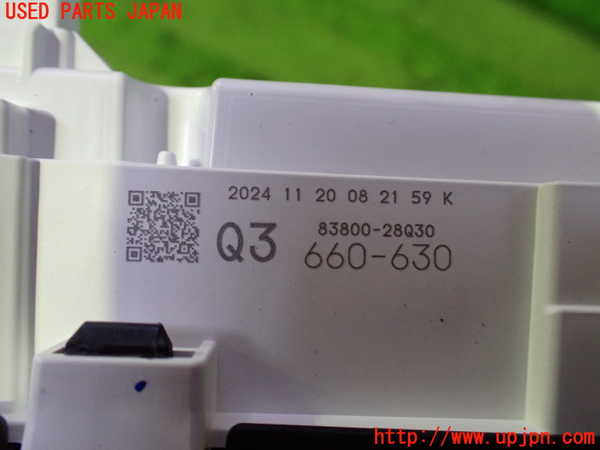 USED PARTS JAPAN
2024 11 20 08 21 59 K
Q3
83800-28Q30
660-630
http://www.upjpn.com/